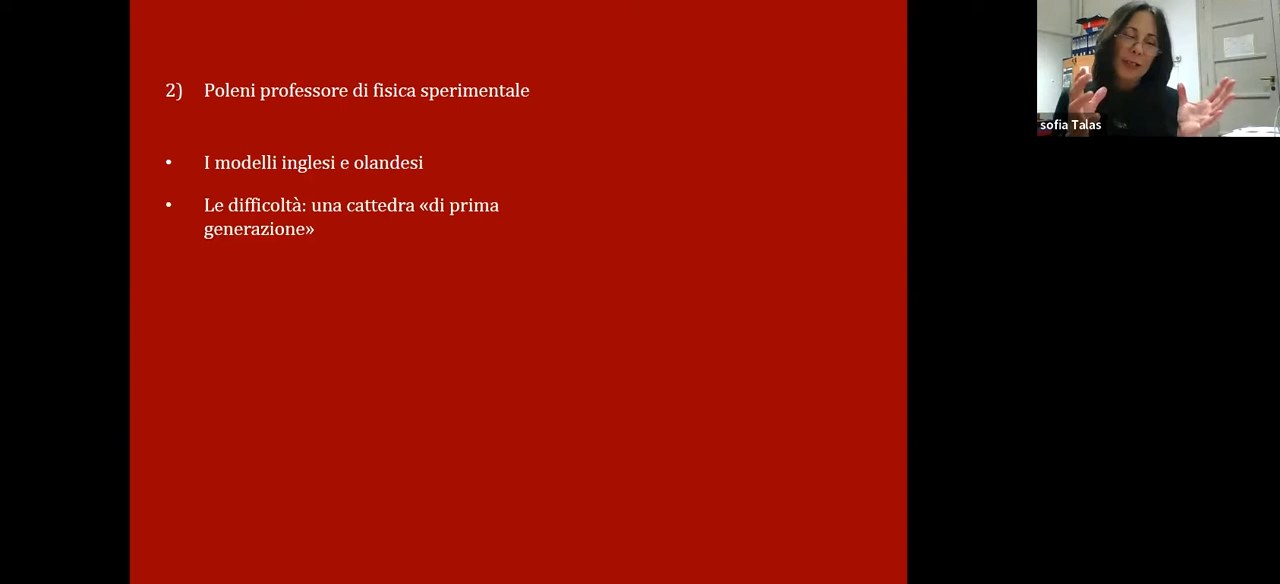 2) Poleni professore di fisica sperimentale
• I modelli inglesi e olandesi
• Le difficoltà: una cattedra «di prima
generazione»
sofia Talas